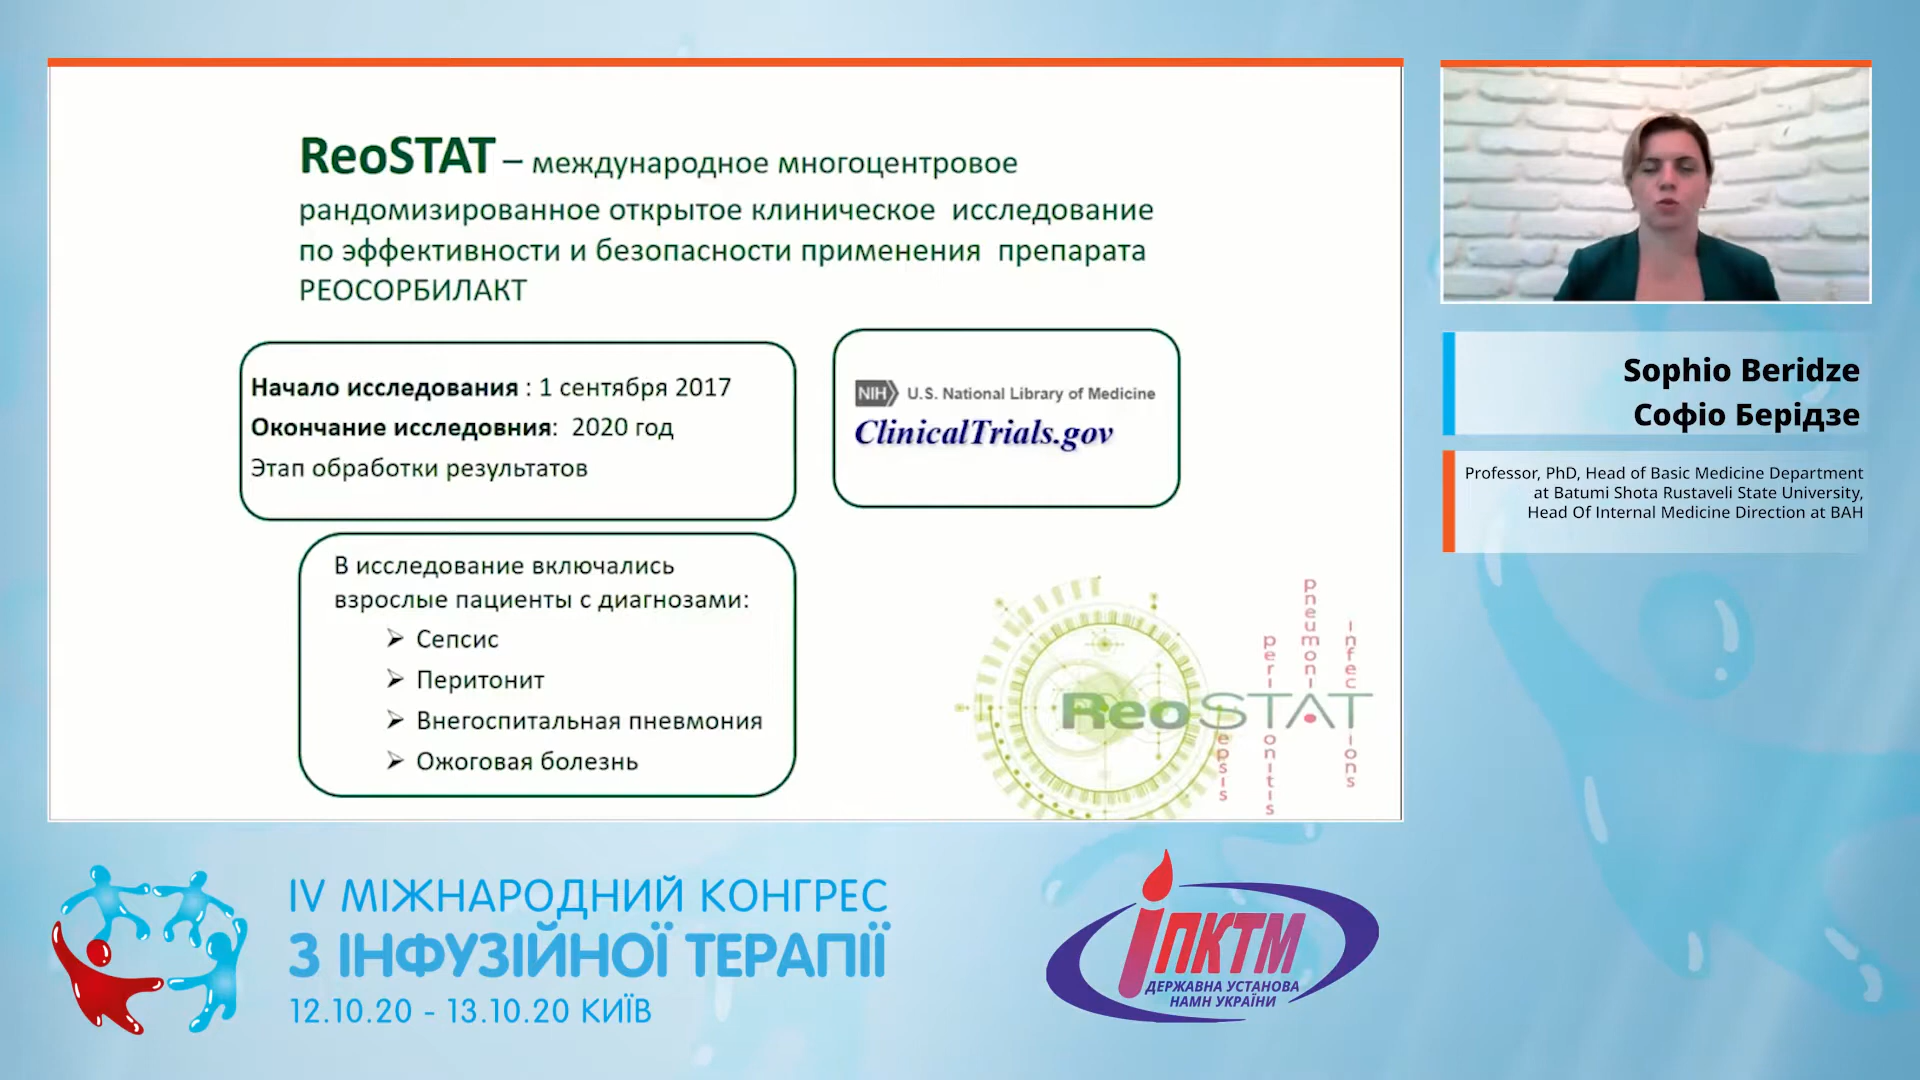 ReoSTAT – международное многоцентровое
рандомизированное открытое клиническое исследование
по эффективности и безопасности применения препарата
РЕОСОРБИЛАКТ
Начало исследования : 1 сентября 2017
Окончание исследовния: 2020 год
Этап обработки результатов
NIH U.S. National Library of Medicine
ClinicalTrials.gov
В исследование включались
взрослые пациенты с диагнозами:
Сепсис
Перитонит
Внегоспитальная пневмония
Ожоговая болезнь
ReoSTAT
epsis
peritonitis
pneumoni
infections
Sophio Beridze
Софіо Берідзе
Professor, PhD, Head of Basic Medicine Department
at Batumi Shota Rustaveli State University,
Head Of Internal Medicine Direction at BAH
IV МІЖНАРОДНИЙ КОНГРЕС
З ІНФУЗІЙНОЇ ТЕРАПІЇ
12.10.20 - 13.10.20 КИЇВ
ІПКТМ
ДЕРЖАВНА УСТАНОВА
НАМН УКРАЇНИ